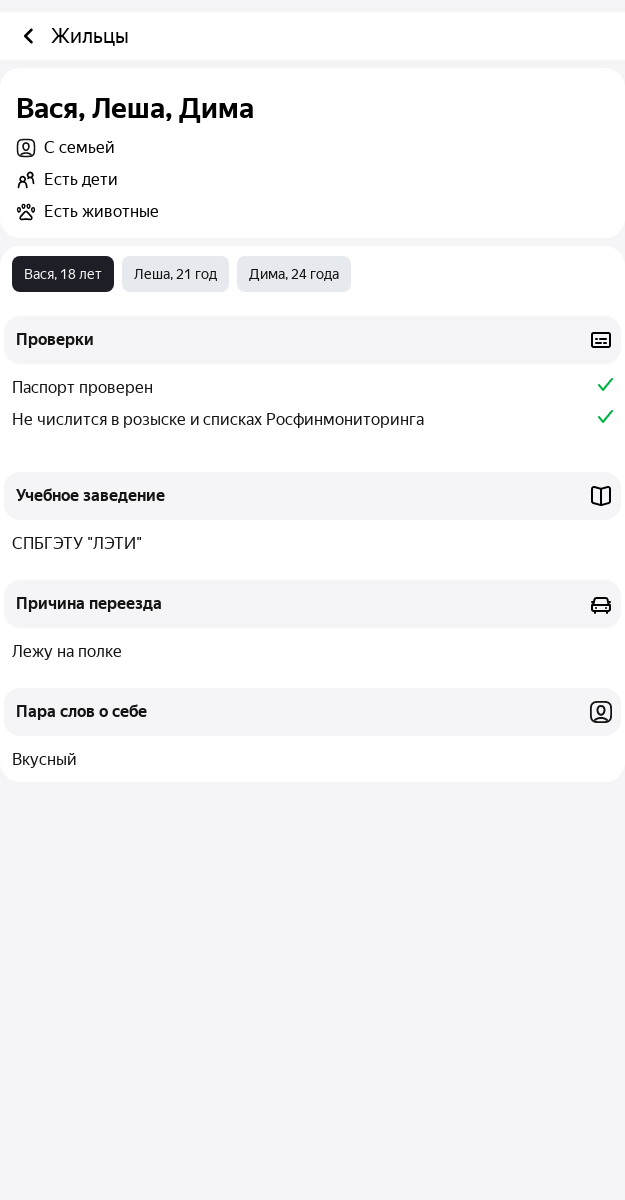 Жильцы
Вася, Леша, Дима
С семьей
Есть дети
Есть животные
Вася, 18 лет
Леша, 21 год
Дима, 24 года
Проверки
Паспорт проверен
Не числится в розыске и списках Росфинмониторинга
Учебное заведение
СПБГЭТУ "ЛЭТИ"
Причина переезда
Лежу на полке
Пара слов о себе
Вкусный